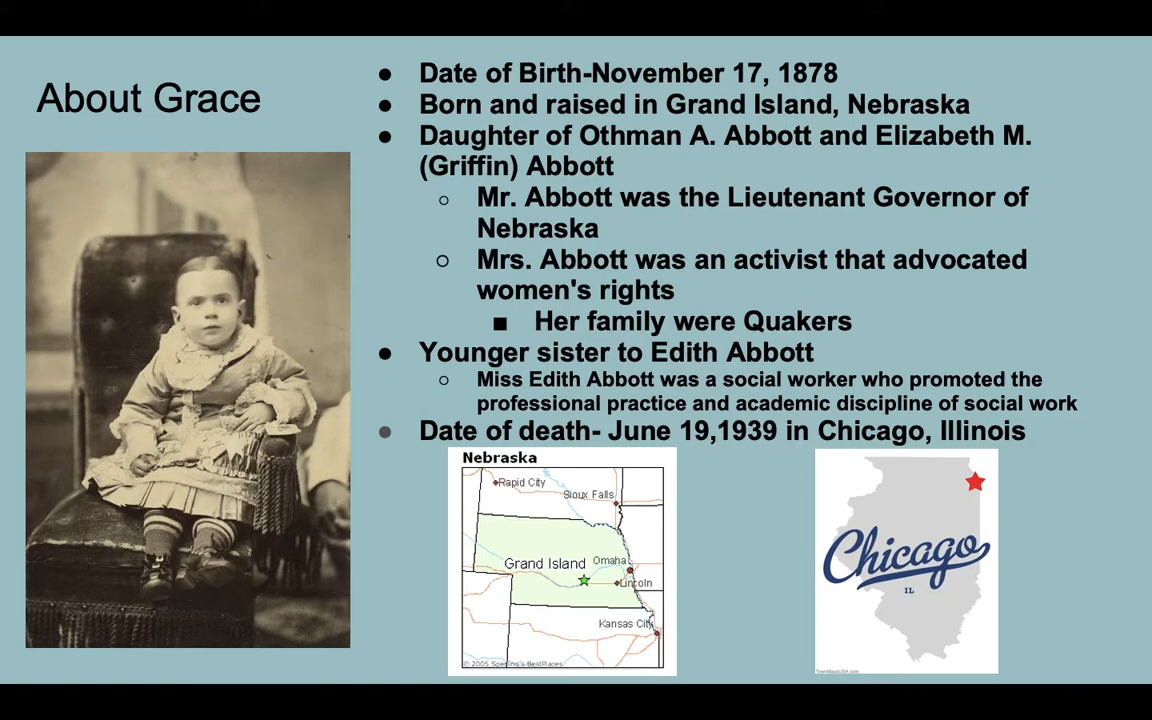 About Grace
● Date of Birth-November 17, 1878
● Born and raised in Grand Island, Nebraska
● Daughter of Othman A. Abbott and Elizabeth M.
(Griffin) Abbott
○ Mr. Abbott was the Lieutenant Governor of
Nebraska
○ Mrs. Abbott was an activist that advocated
women's rights
■ Her family were Quakers
● Younger sister to Edith Abbott
○ Miss Edith Abbott was a social worker who promoted the
professional practice and academic discipline of social work
● Date of death- June 19,1939 in Chicago, Illinois
Nebraska
Rapid City
Sioux Falls
Grand Island
Omaha
Lincoln
Kansas City
© 2005 Sperling's BestPlaces
Chicago
IL
TownMapsUSA.com